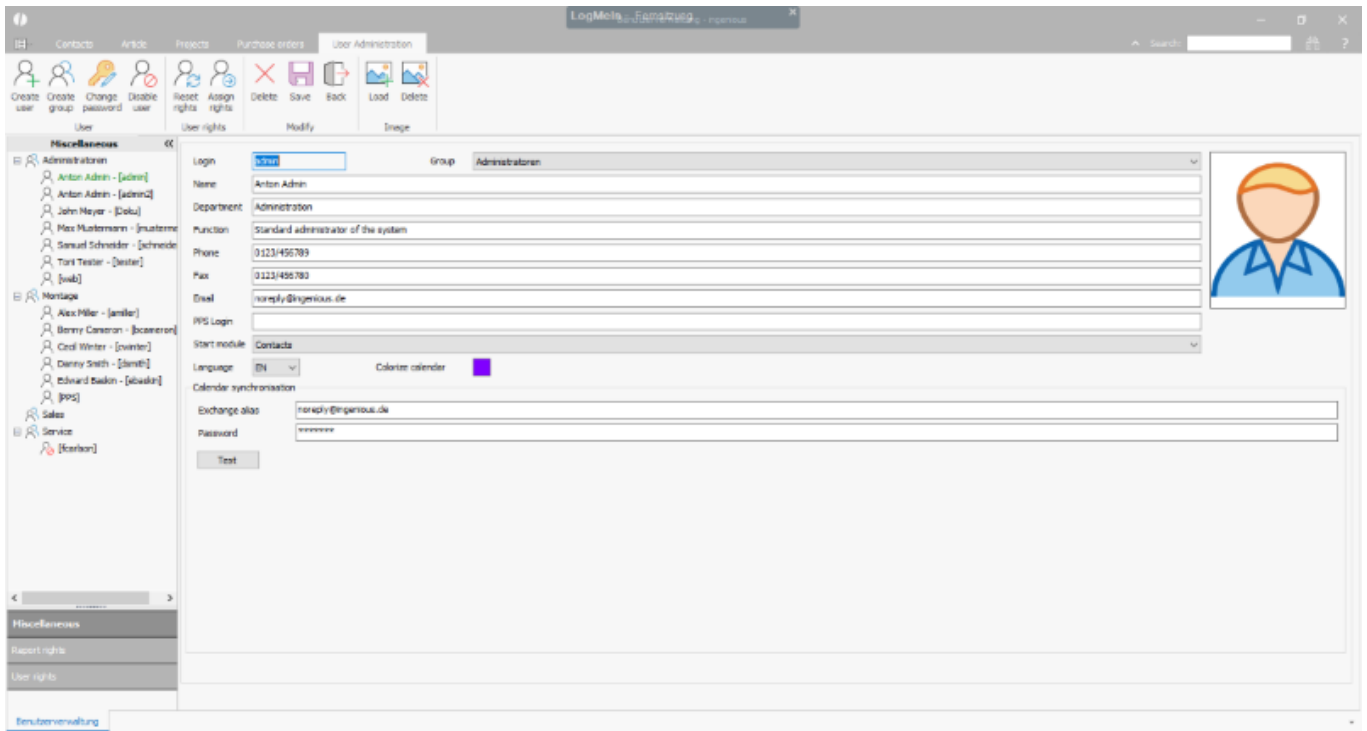 LogMeIn - Fernsitzung
Contacts Article Projects Purchase orders User Administration Search:
Create user Create group Change password Disable user Reset rights Assign rights Delete Save Back Load Delete
User User rights Modify Image
Miscellaneous
Administratoren
Anton Admin - [admin]
Anton Admin - [admin2]
John Meyer - [Doku]
Max Mustermann - [musterme
Samuel Schneider - [schneide
Toni Tester - [tester]
[web]
Montage
Alex Miller - [amiller]
Benny Cameron - [bcameron]
Cecil Winter - [cwinter]
Danny Smith - [dsmith]
Edward Baskin - [ebaskin]
[PPS]
Sales
Service
[fcarlson]
Miscellaneous
Report rights
User rights
Login admin Group Administratoren
Name Anton Admin
Department Administration
Function Standard administrator of the system
Phone 0123/456789
Fax 0123/456780
Email noreply@ingenious.de
PPS Login
Start module Contacts
Language EN Colorize calender
Calendar synchronisation
Exchange alias noreply@ingenious.de
Password *******
Test
Benutzerverwaltung